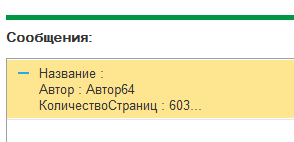 Сообщения:
Название :
Автор : Автор64
КоличествоСтраниц : 603...